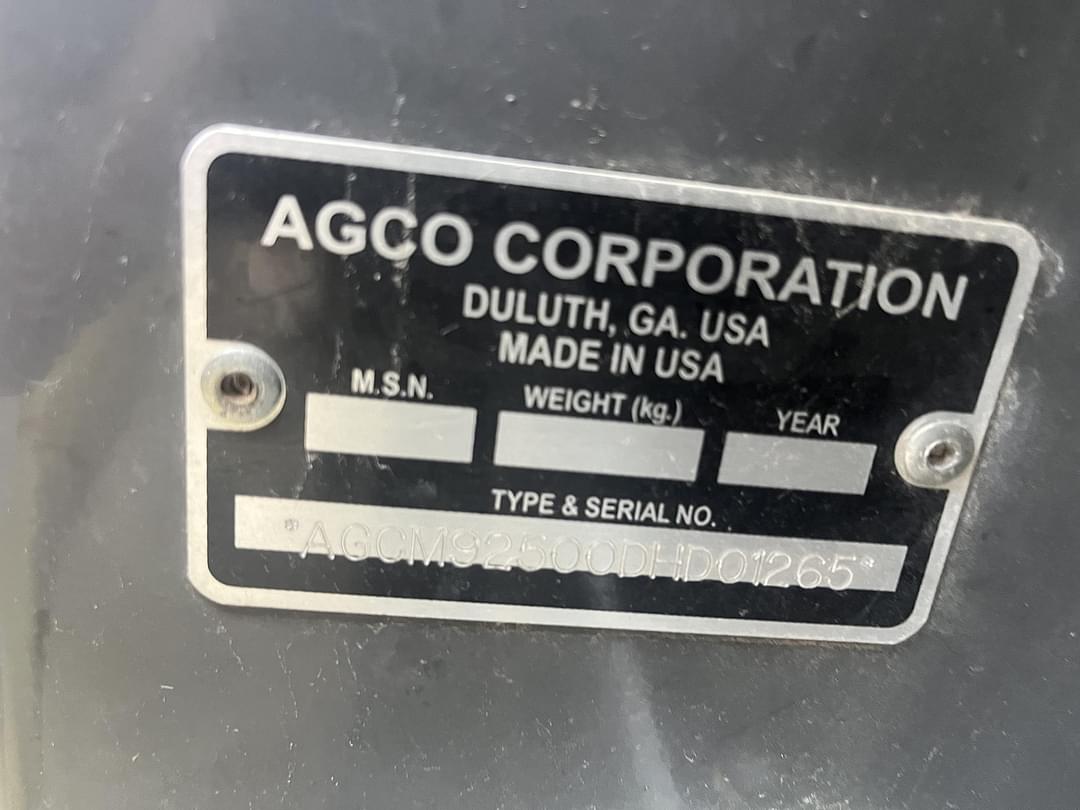 AGCO CORPORATION
DULUTH, GA. USA
MADE IN USA
M.S.N. WEIGHT (kg.) YEAR
TYPE & SERIAL NO.
*AGCM92500DHD01265*